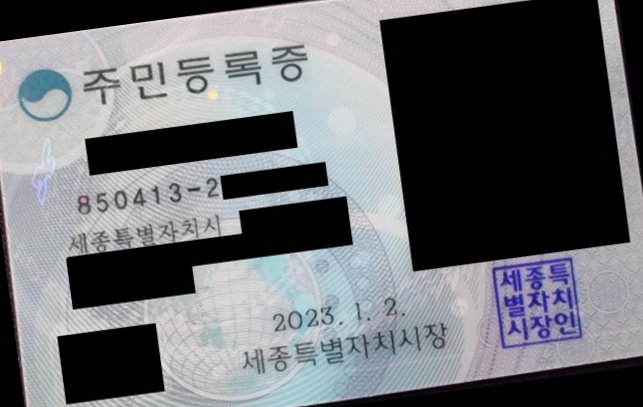 주민등록증
850413-2
세종특별자치시
2023. 1. 2.
세종특별자치시장
세종특
별자치
시장인